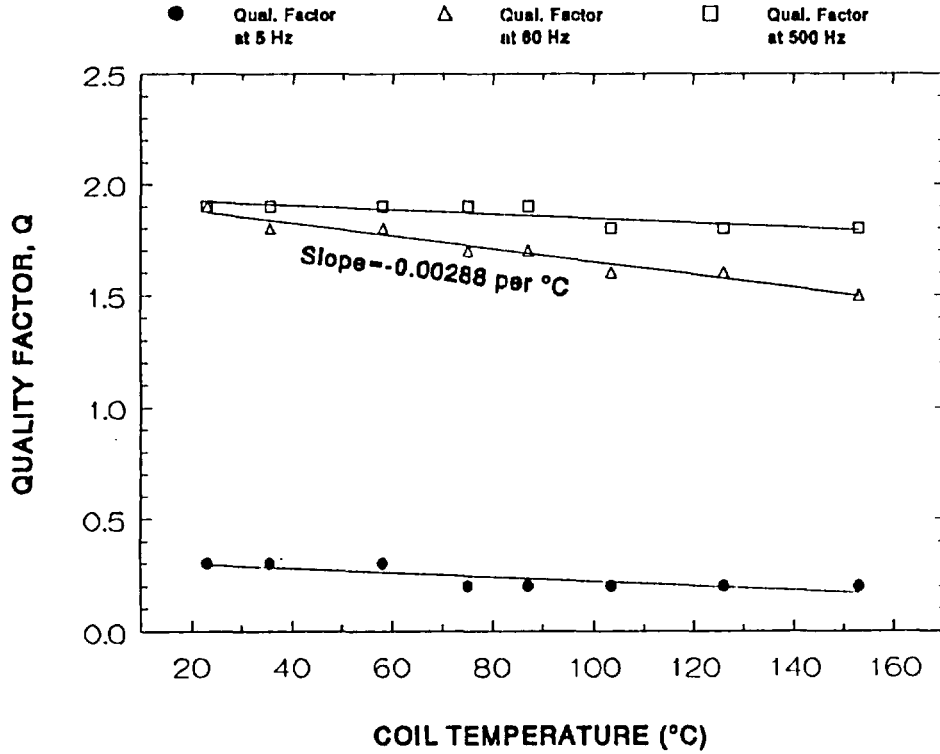 Qual. Factor
at 5 Hz
Qual. Factor
at 60 Hz
Qual. Factor
at 500 Hz
2.5
2.0
1.5
1.0
0.5
0.0
QUALITY FACTOR, Q
Slope=-0.00288 per °C
20 40 60 80 100 120 140 160
COIL TEMPERATURE (°C)